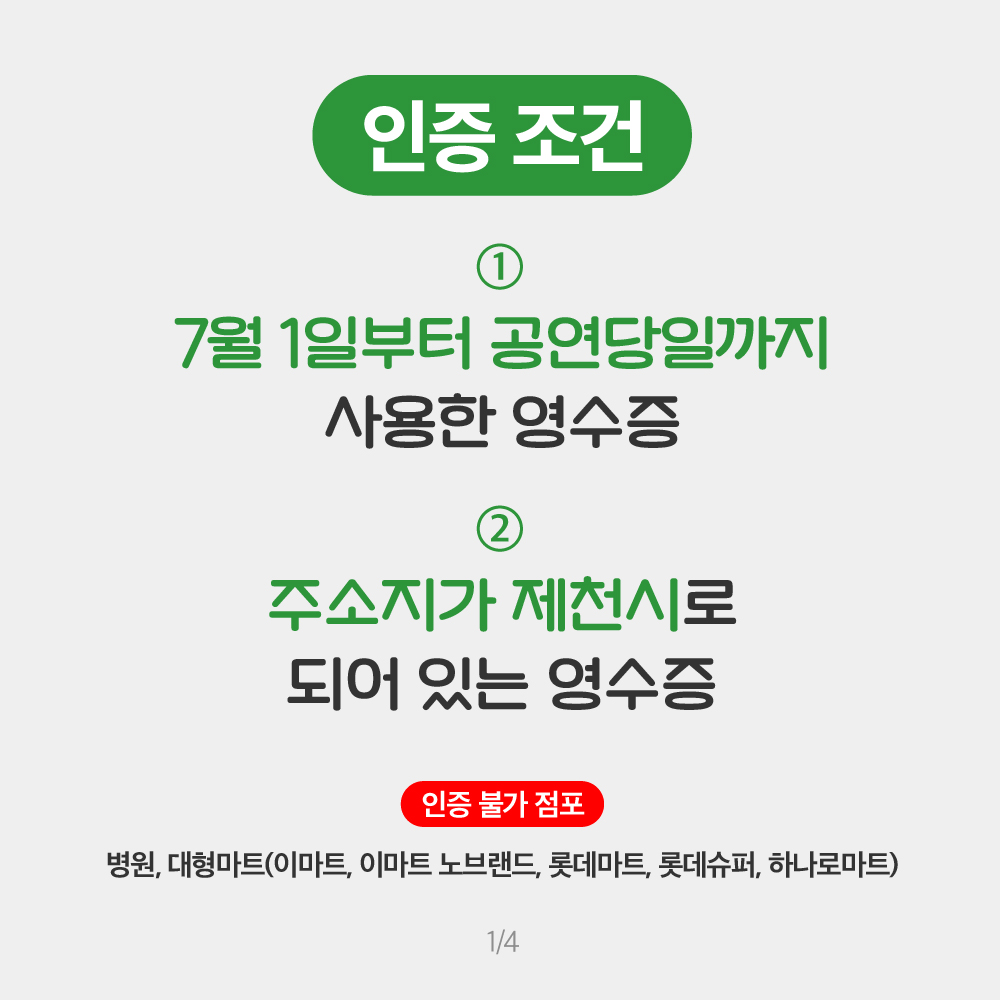 인증 조건
①
7월 1일부터 공연당일까지
사용한 영수증
②
주소지가 제천시로
되어 있는 영수증
인증 불가 점포
병원, 대형마트(이마트, 이마트 노브랜드, 롯데마트, 롯데슈퍼, 하나로마트)
1/4